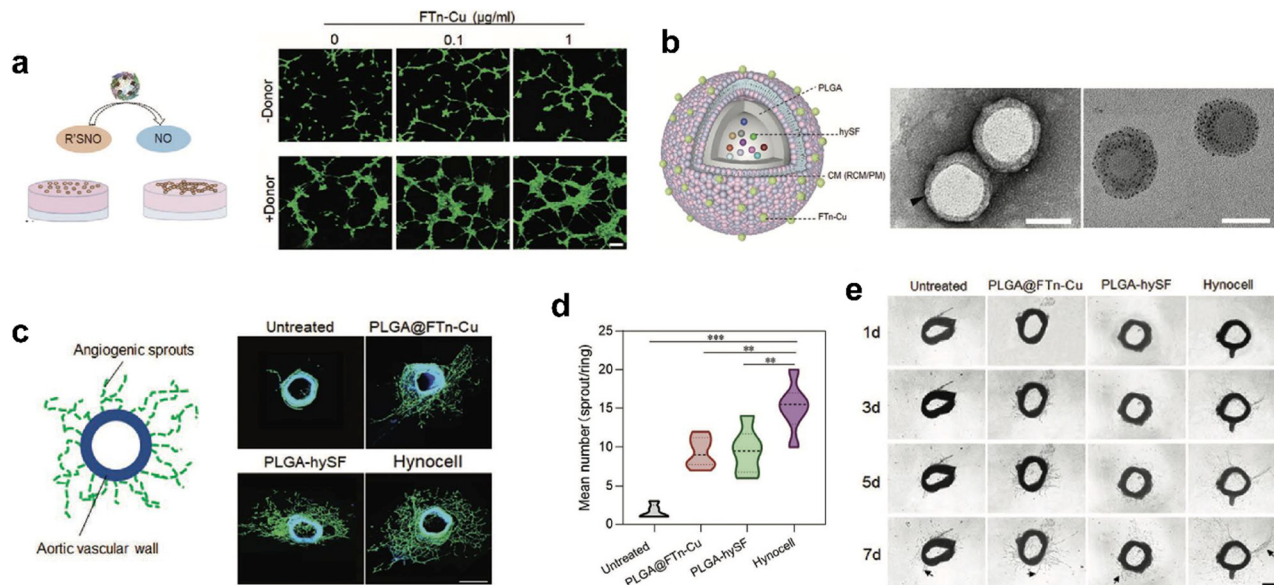 a
FTn-Cu (μg/ml)
0 0.1 1
R'SNO NO
-Donor
+Donor
b
PLGA
hySF
CM (RCM/PM)
FTn-Cu
c
Angiogenic sprouts
Aortic vascular wall
Untreated PLGA@FTn-Cu
PLGA-hySF Hynocell
d
Mean number (sprout/ring)
25
20
15
10
5
0
***
**
**
Untreated
PLGA@FTn-Cu
PLGA-hySF
Hynocell
e
Untreated PLGA@FTn-Cu PLGA-hySF Hynocell
1d
3d
5d
7d